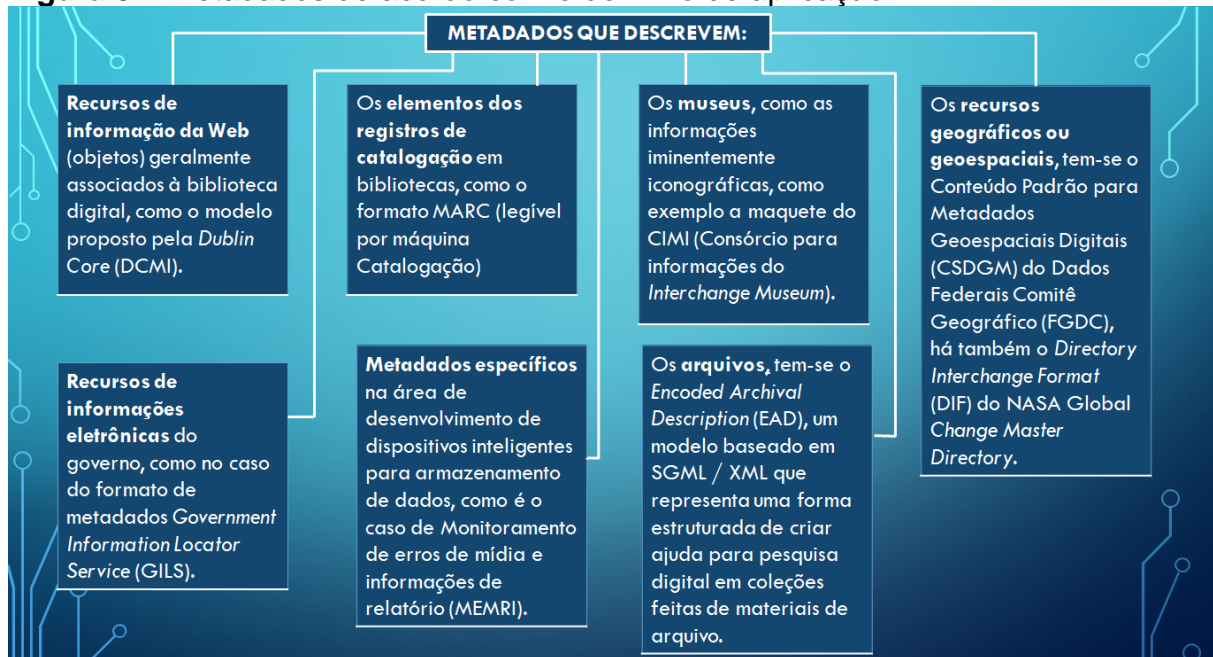 METADADOS QUE DESCREVEM:
Recursos de
informação da Web
(objetos) geralmente
associados à biblioteca
digital, como o modelo
proposto pela Dublin
Core (DCMI).
Os elementos dos
registros de
catalogação em
bibliotecas, como o
formato MARC (legível
por máquina
Catalogação)
Os museus, como as
informações
iminentemente
iconográficas, como
exemplo a maquete do
CIMI (Consórcio para
informações do
Interchange Museum).
Os recursos
geográficos ou
geoespaciais, tem-se o
Conteúdo Padrão para
Metadados
Geoespaciais Digitais
(CSDGM) do Dados
Federais Comitê
Geográfico (FGDC),
há também o Directory
Interchange Format
(DIF) do NASA Global
Change Master
Directory.
Recursos de
informações
eletrônicas do
governo, como no caso
do formato de
metadados Government
Information Locator
Service (GILS).
Metadados específicos
na área de
desenvolvimento de
dispositivos inteligentes
para armazenamento
de dados, como é o
caso de Monitoramento
de erros de mídia e
informações de
relatório (MEMRI).
Os arquivos, tem-se o
Encoded Archival
Description (EAD), um
modelo baseado em
SGML / XML que
representa uma forma
estruturada de criar
ajuda para pesquisa
digital em coleções
feitas de materiais de
arquivo.